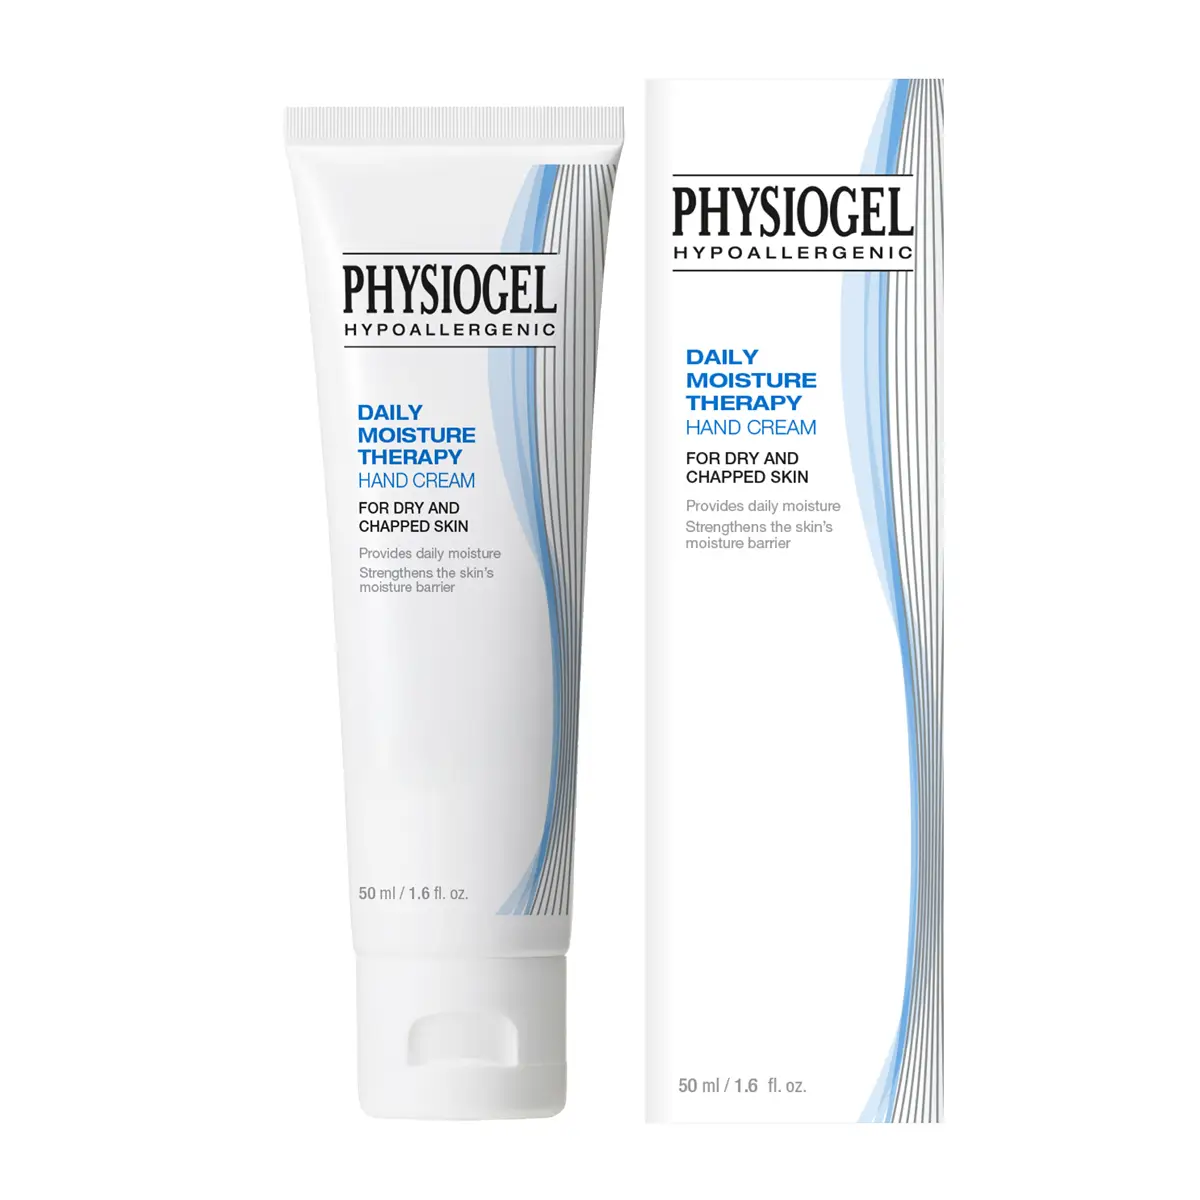 PHYSIOGEL
HYPOALLERGENIC
DAILY
MOISTURE
THERAPY
HAND CREAM
FOR DRY AND
CHAPPED SKIN
Provides daily moisture
Strengthens the skin's
moisture barrier
50 ml / 1.6 fl. oz.
PHYSIOGEL
HYPOALLERGENIC
DAILY
MOISTURE
THERAPY
HAND CREAM
FOR DRY AND
CHAPPED SKIN
Provides daily moisture
Strengthens the skin's
moisture barrier
50 ml / 1.6 fl. oz.